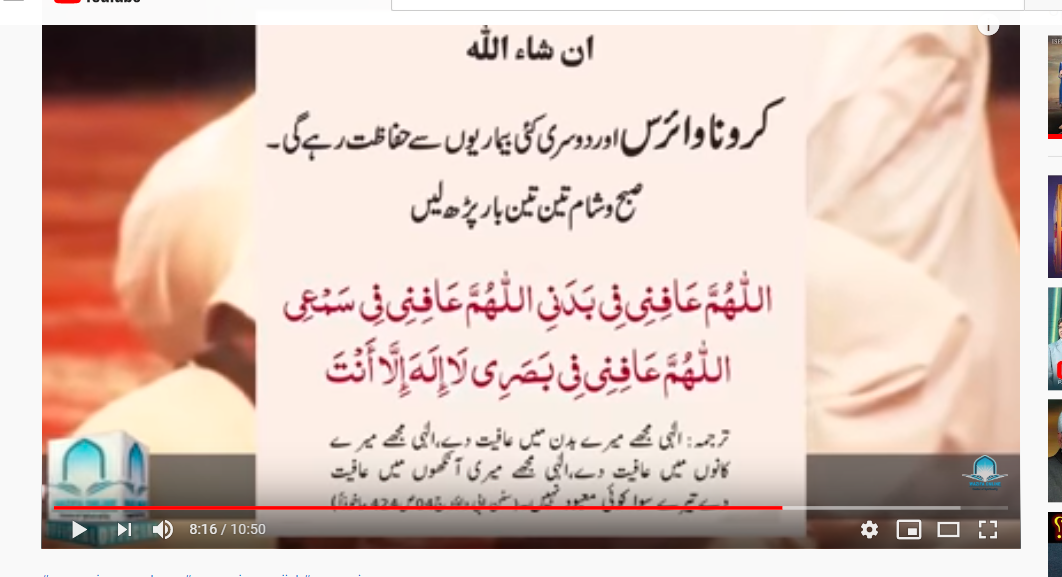 ان شاء اللہ
کرونا وائرس اور دوسری کئی بیماریوں سے حفاظت رہے گی۔
صبح و شام تین تین بار پڑھ لیں
اللّٰهُمَّ عَافِنِی فِی بَدَنِی اللّٰهُمَّ عَافِنِی فِی سَمْعِی
اللّٰهُمَّ عَافِنِی فِی بَصَرِی لَا إِلٰهَ إِلَّا أَنْتَ
ترجمہ: الٰہی مجھے میرے بدن میں عافیت دے، الٰہی مجھے میرے
کانوں میں عافیت دے، الٰہی مجھے میری آنکھوں میں عافیت
دے تیرے سوا کوئی معبود نہیں۔
8:16 / 10:50